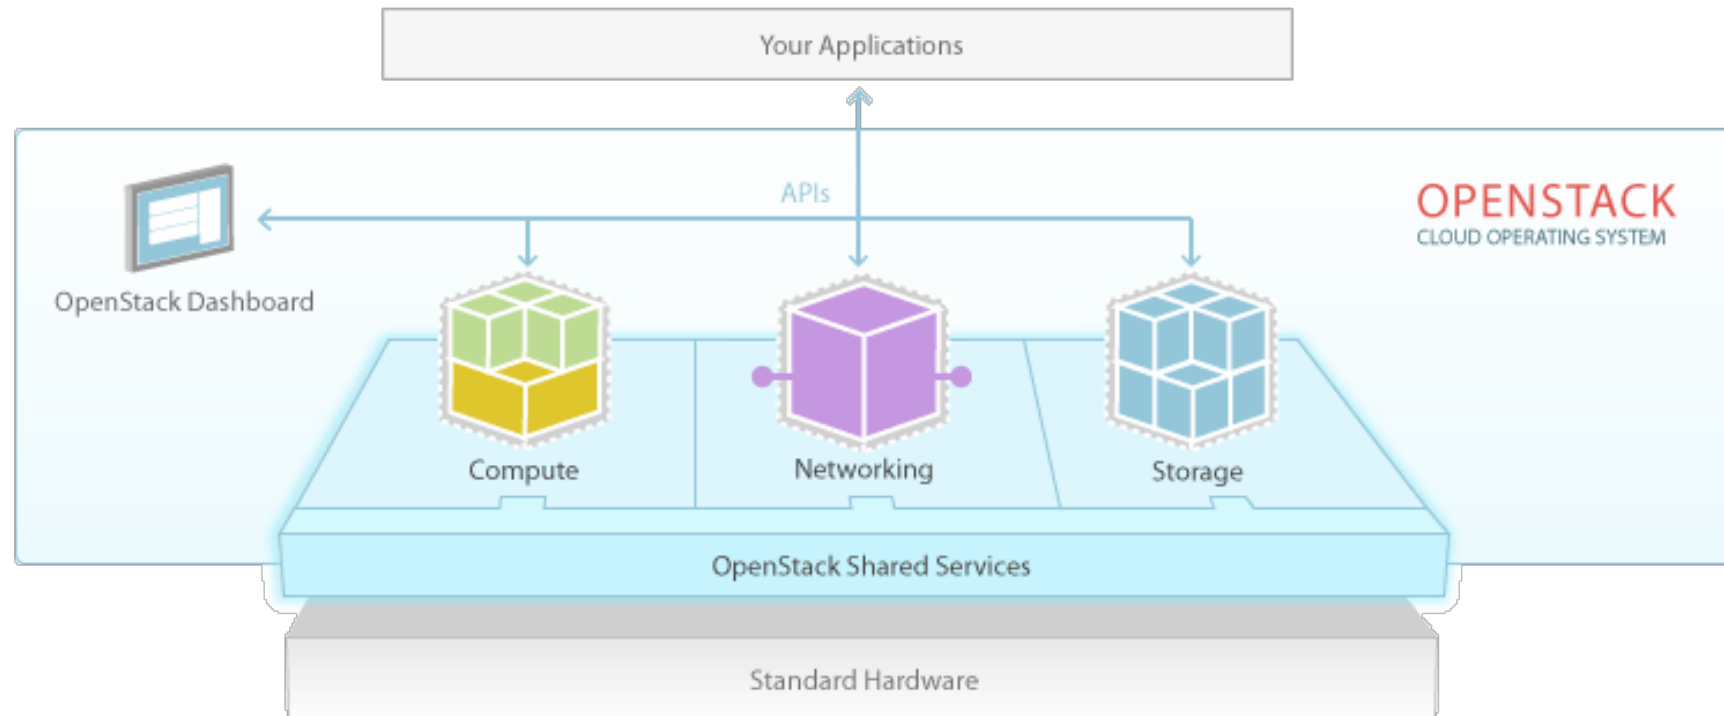 Your Applications
APIs
OPENSTACK
CLOUD OPERATING SYSTEM
OpenStack Dashboard
Compute
Networking
Storage
OpenStack Shared Services
Standard Hardware